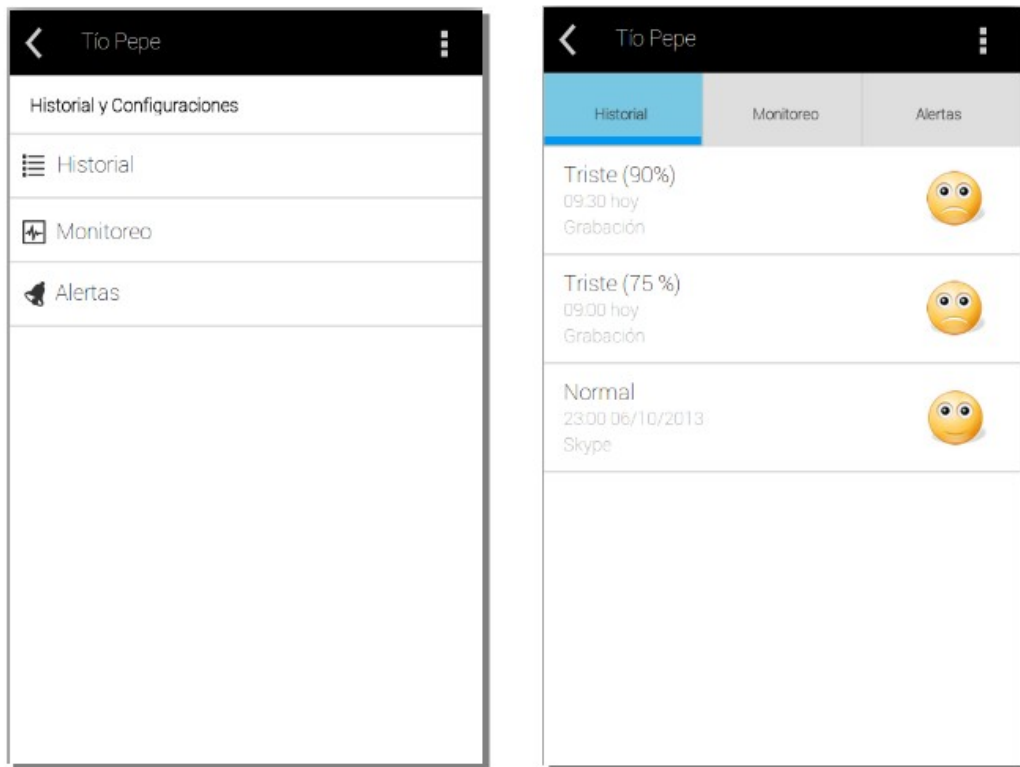 Tío Pepe
Historial y Configuraciones
Historial
Monitoreo
Alertas
Tío Pepe
Historial Monitoreo Alertas
Triste (90%)
09:30 hoy
Grabación
Triste (75 %)
09:00 hoy
Grabación
Normal
23:00 06/10/2013
Skype